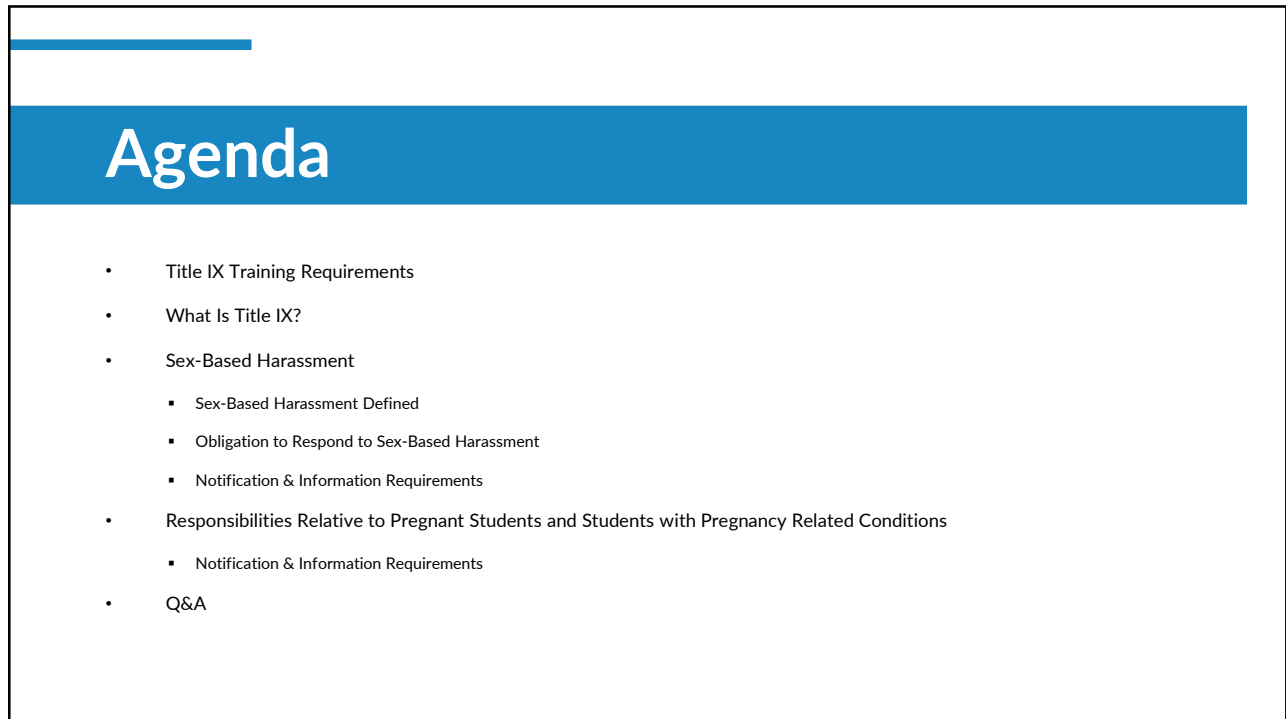 Agenda
• Title IX Training Requirements
• What Is Title IX?
• Sex-Based Harassment
▪ Sex-Based Harassment Defined
▪ Obligation to Respond to Sex-Based Harassment
▪ Notification & Information Requirements
• Responsibilities Relative to Pregnant Students and Students with Pregnancy Related Conditions
▪ Notification & Information Requirements
• Q&A